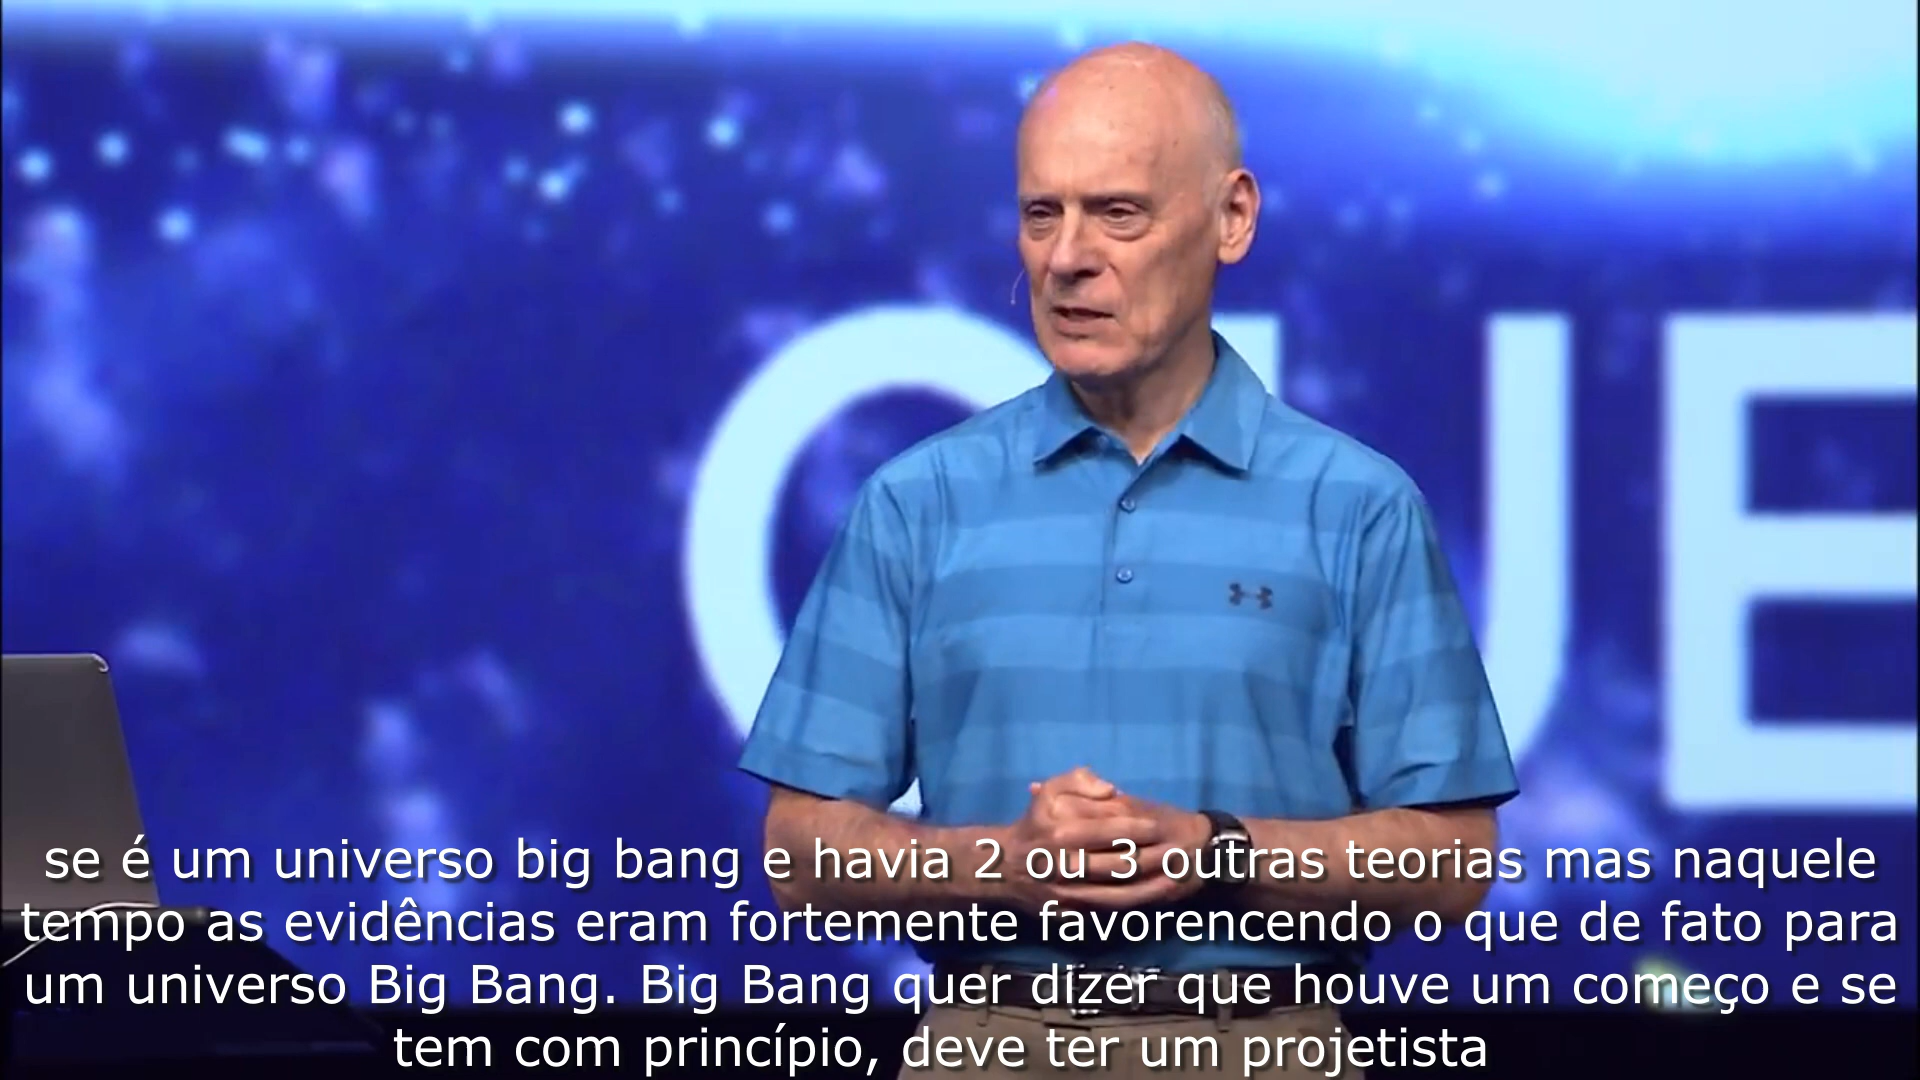 QUE
se é um universo big bang e havia 2 ou 3 outras teorias mas naquele
tempo as evidências eram fortemente favorencendo o que de fato para
um universo Big Bang. Big Bang quer dizer que houve um começo e se
tem com princípio, deve ter um projetista